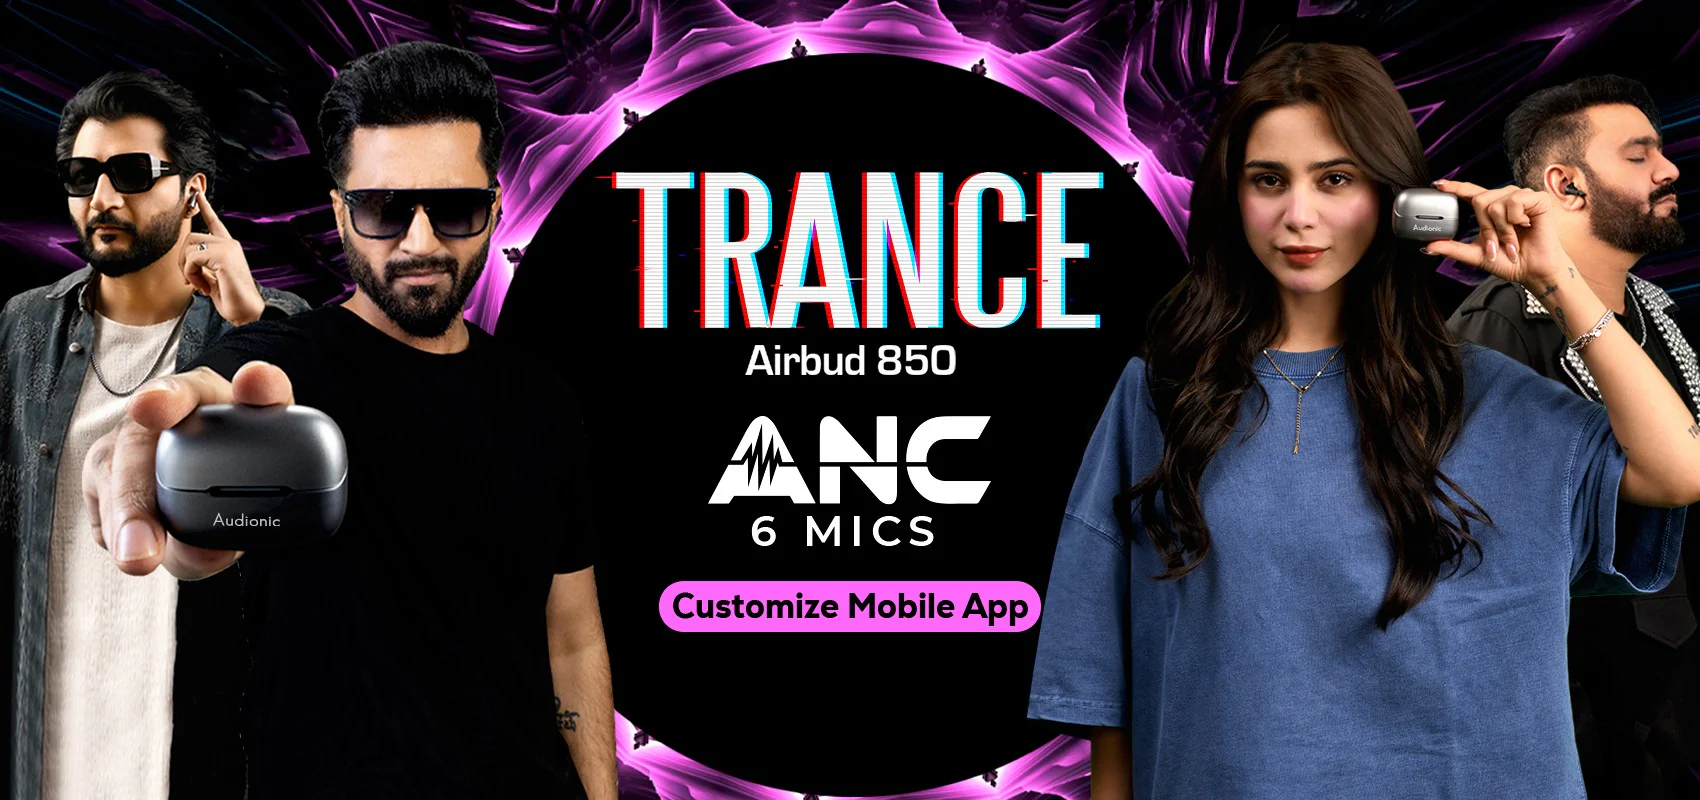 TRANCE
Airbud 850
ANC
6 MICS
Customize Mobile App
Audionic
Audionic